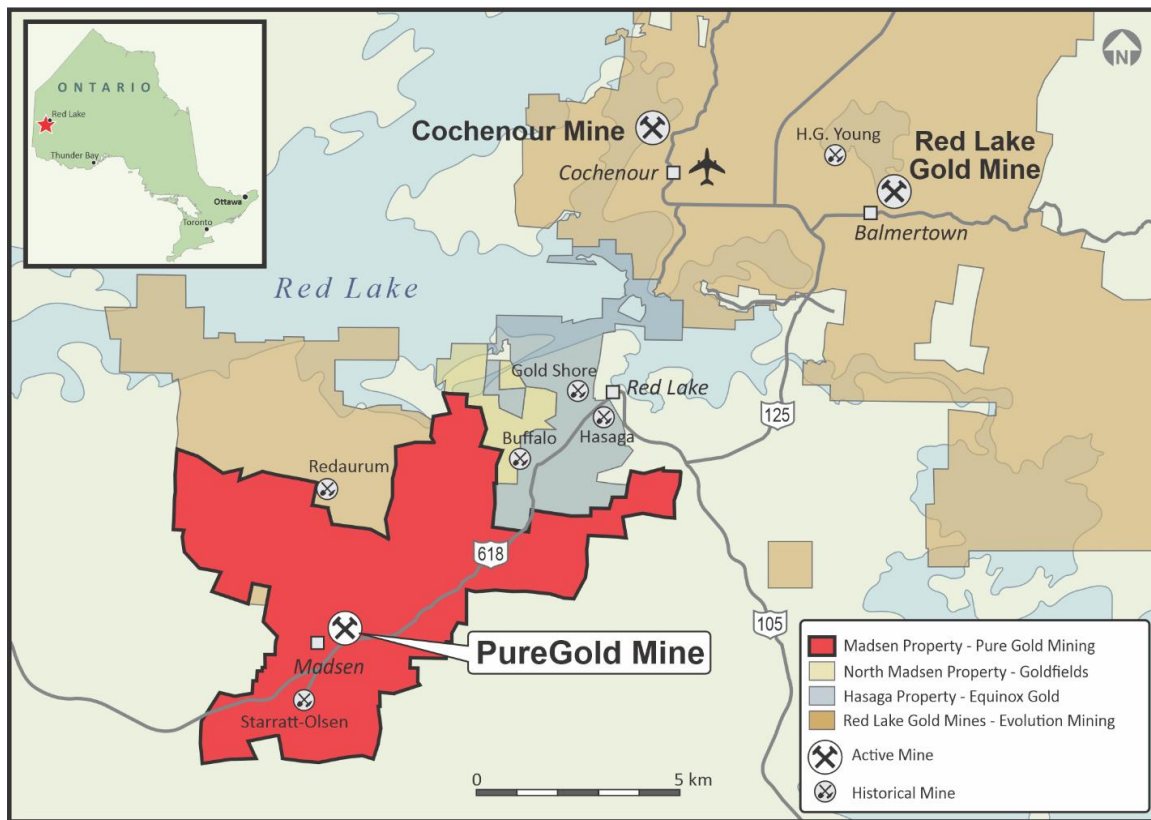 ONTARIO
Red Lake
Thunder Bay
Ottawa
Toronto
N
Cochenour Mine
Cochenour
H.G. Young
Red Lake
Gold Mine
Balmertown
Red Lake
Gold Shore
Red Lake
Hasaga
Buffalo
125
Redaurum
618
105
PureGold Mine
Madsen
Starratt-Olsen
0 5 km
Madsen Property - Pure Gold Mining
North Madsen Property - Goldfields
Hasaga Property - Equinox Gold
Red Lake Gold Mines - Evolution Mining
Active Mine
Historical Mine